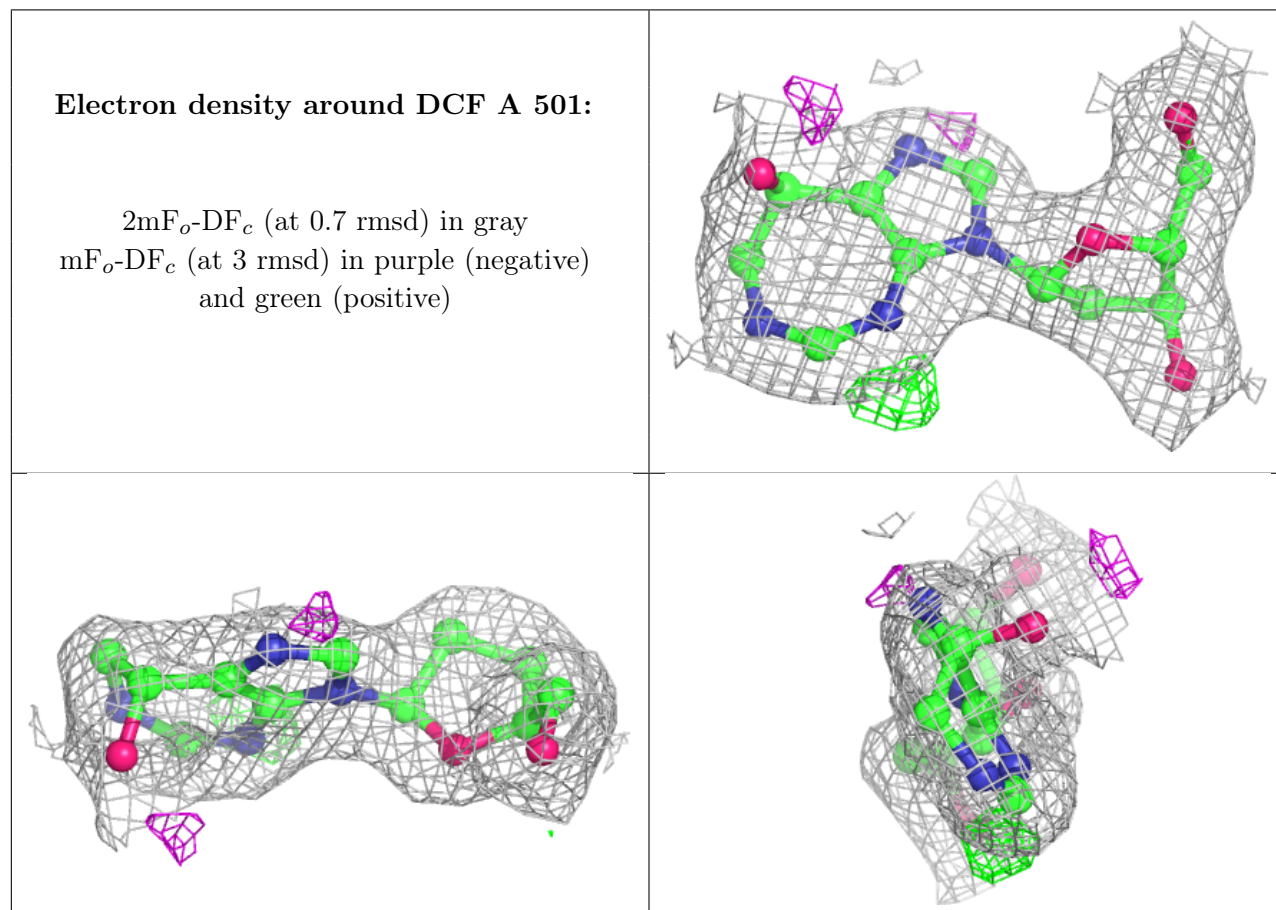 Electron density around DCF A 501:
2mFo-DFc (at 0.7 rmsd) in gray
mFo-DFc (at 3 rmsd) in purple (negative)
and green (positive)